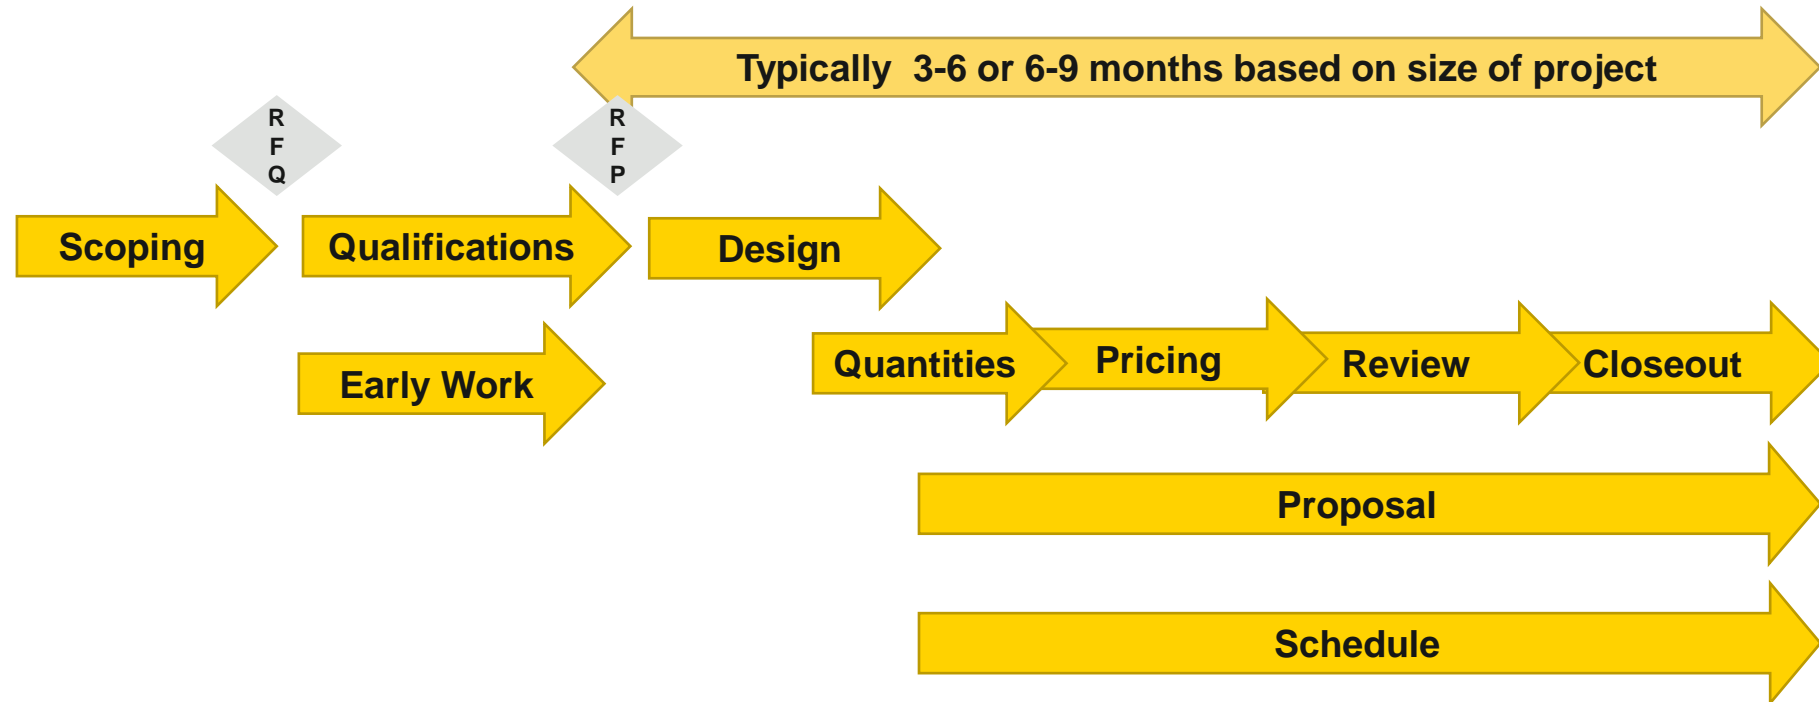 Typically  3-6 or 6-9 months based on size of project
R
F
Q
R
F
P
Scoping
Qualifications
Design
Early Work
Quantities
Pricing
Review
Closeout
Proposal
Schedule